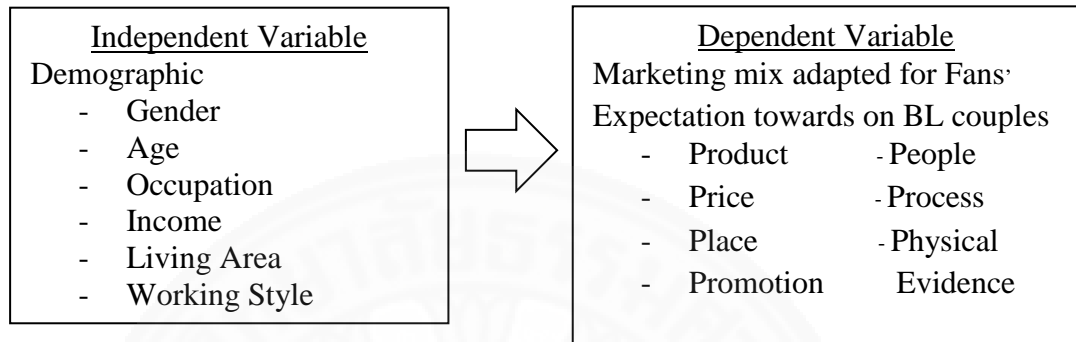 Independent Variable
Demographic
- Gender
- Age
- Occupation
- Income
- Living Area
- Working Style
Dependent Variable
Marketing mix adapted for Fans'
Expectation towards on BL couples
- Product - People
- Price - Process
- Place - Physical
- Promotion Evidence